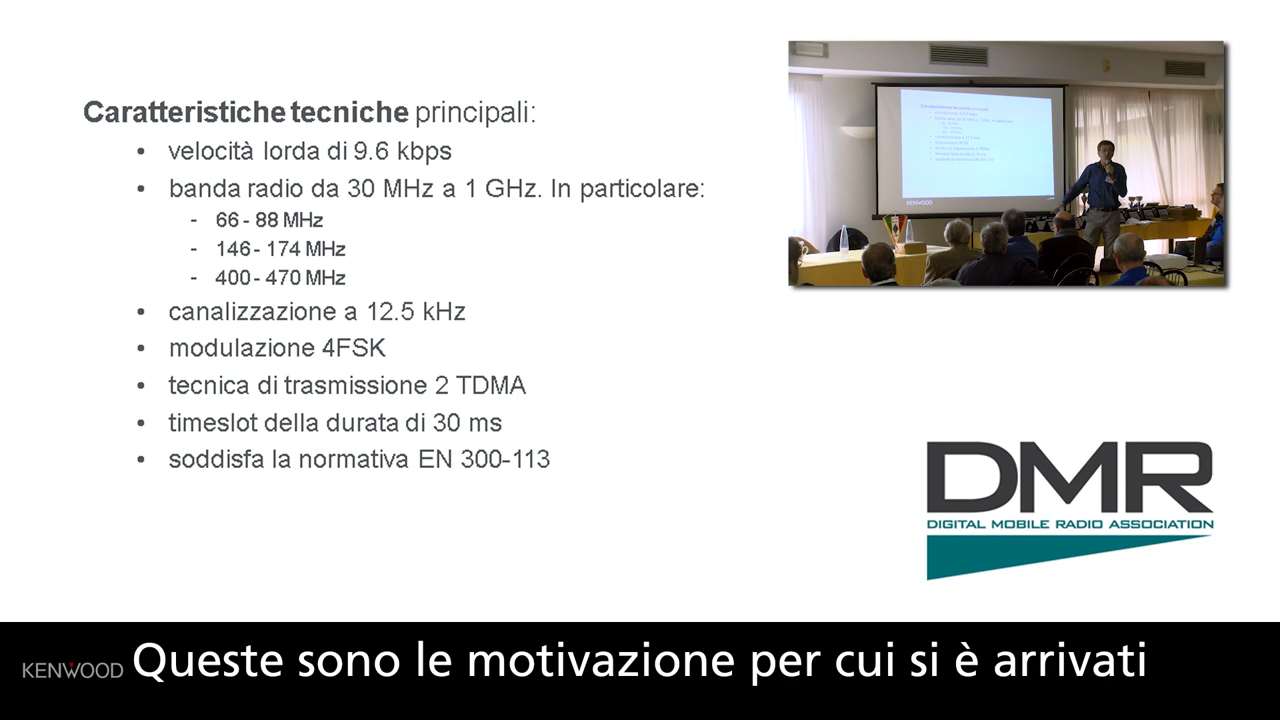 Caratteristiche tecniche principali:
• velocità lorda di 9.6 kbps
• banda radio da 30 MHz a 1 GHz. In particolare:
- 66 - 88 MHz
- 146 - 174 MHz
- 400 - 470 MHz
• canalizzazione a 12.5 kHz
• modulazione 4FSK
• tecnica di trasmissione 2 TDMA
• timeslot della durata di 30 ms
• soddisfa la normativa EN 300-113
KENWOOD
DMR
DIGITAL MOBILE RADIO ASSOCIATION
KENWOOD
Queste sono le motivazione per cui si è arrivati